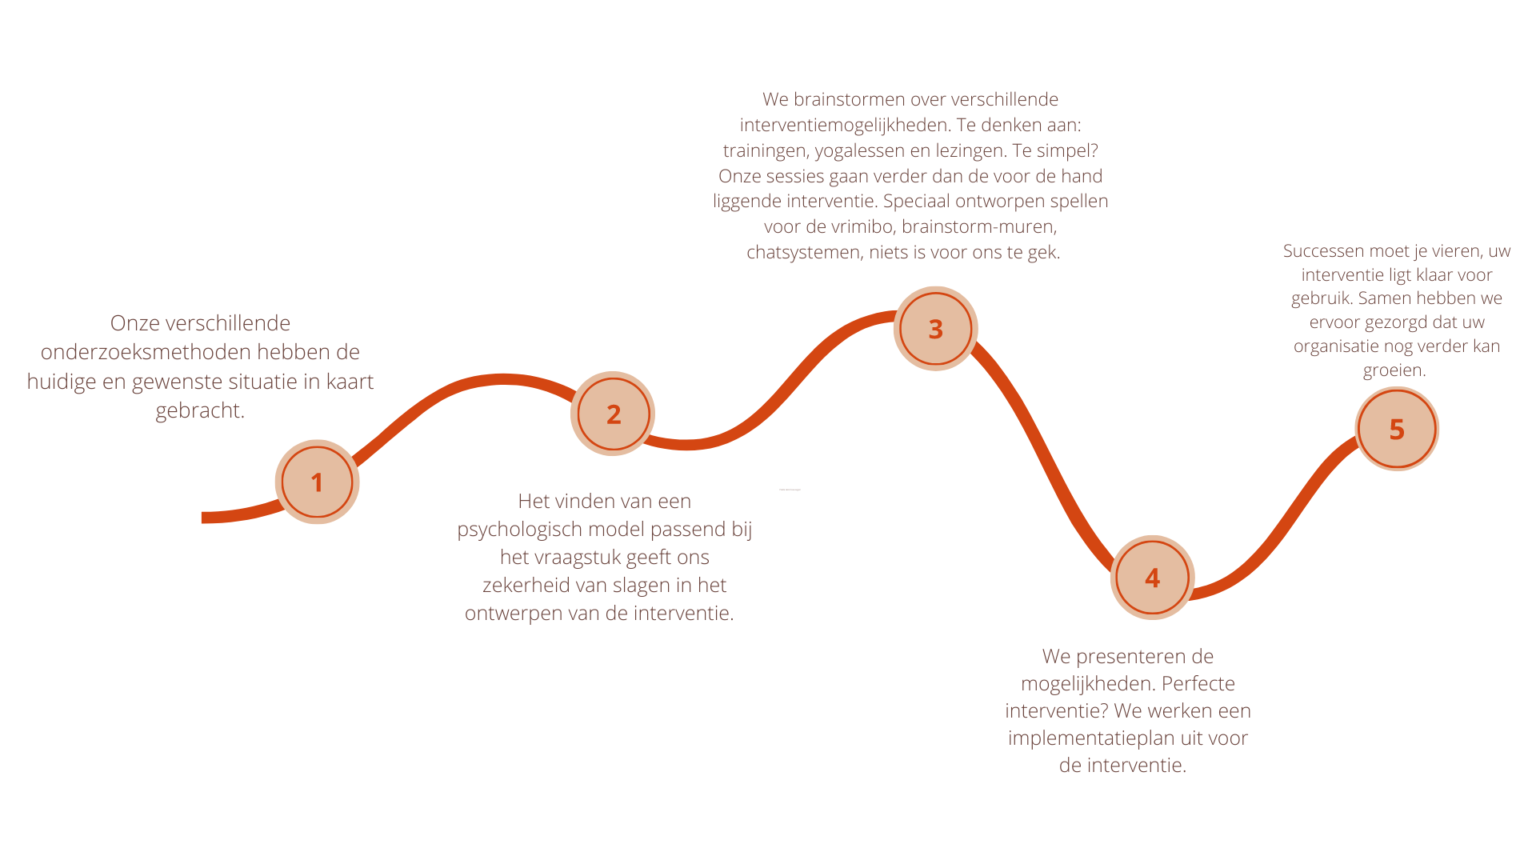 Onze verschillende
onderzoeksmethoden hebben de
huidige en gewenste situatie in kaart
gebracht.
1
2
Het vinden van een
psychologisch model passend bij
het vraagstuk geeft ons
zekerheid van slagen in het
ontwerpen van de interventie.
We brainstormen over verschillende
interventiemogelijkheden. Te denken aan:
trainingen, yogalessen en lezingen. Te simpel?
Onze sessies gaan verder dan de voor de hand
liggende interventie. Speciaal ontworpen spellen
voor de vrimibo, brainstorm-muren,
chatsystemen, niets is voor ons te gek.
3
4
We presenteren de
mogelijkheden. Perfecte
interventie? We werken een
implementatieplan uit voor
de interventie.
Successen moet je vieren, uw
interventie ligt klaar voor
gebruik. Samen hebben we
ervoor gezorgd dat uw
organisatie nog verder kan
groeien.
5